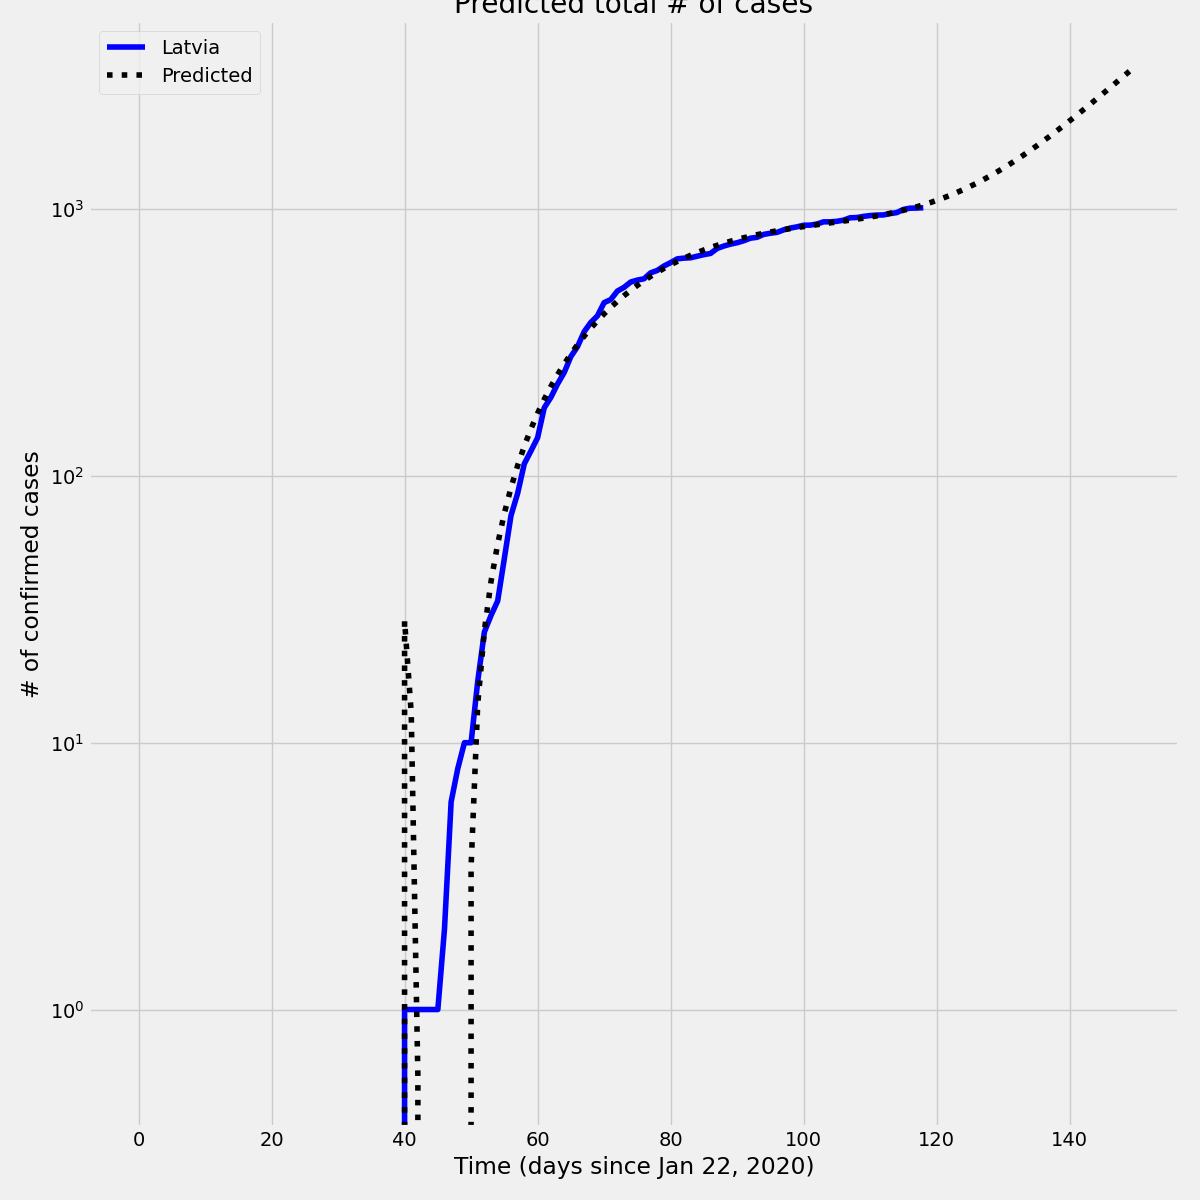 Predicted total # of cases
Latvia
Predicted
# of confirmed cases
10³
10²
10¹
10⁰
0 20 40 60 80 100 120 140
Time (days since Jan 22, 2020)